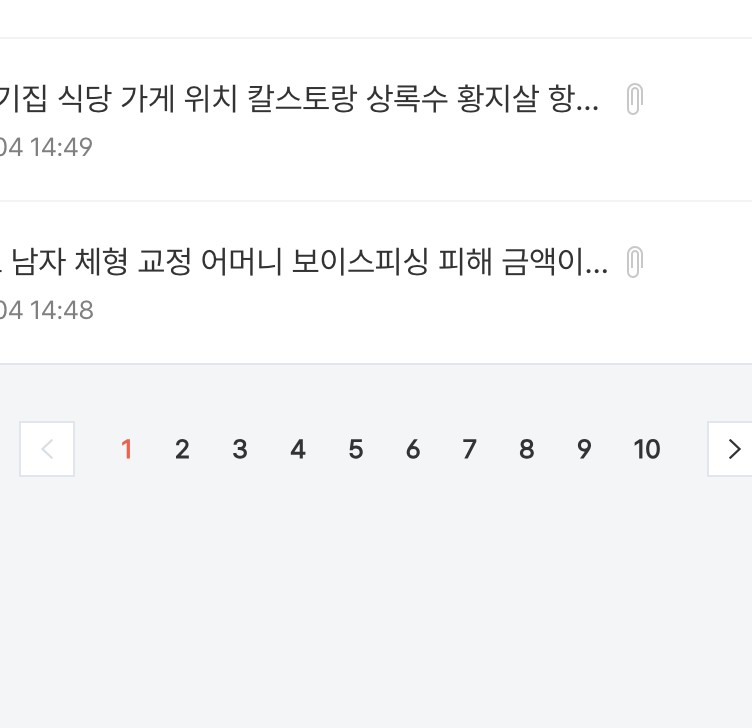 기집 식당 가게 위치 칼스토랑 상록수 황지살 항...
04 14:49
남자 체형 교정 어머니 보이스피싱 피해 금액이...
04 14:48
1 2 3 4 5 6 7 8 9 10